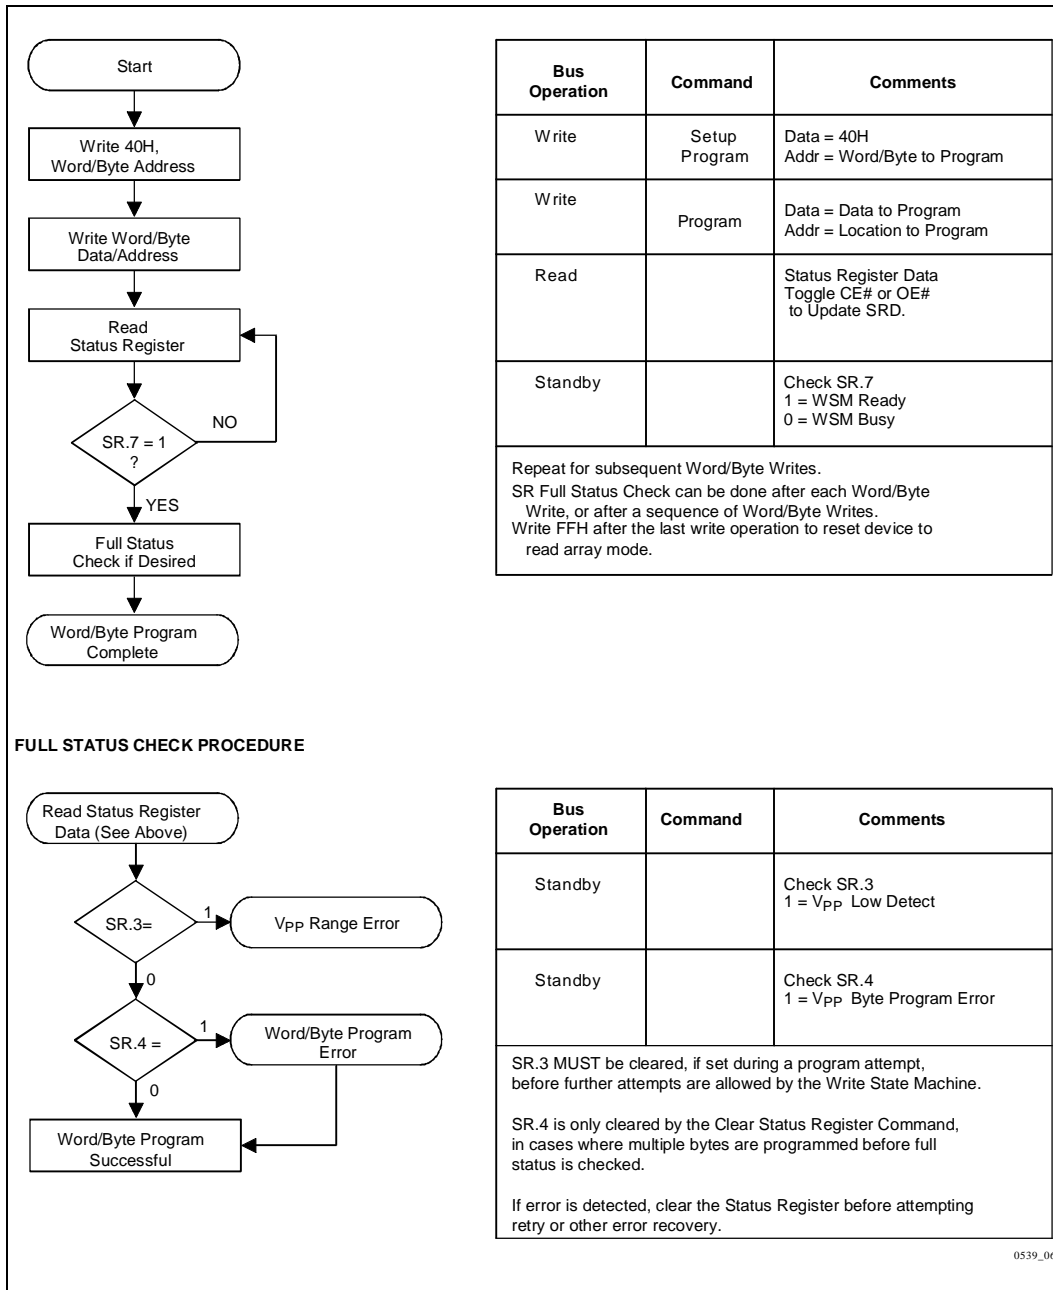 Start
Write 40H,
Word/Byte Address
Write Word/Byte
Data/Address
Read
Status Register
NO
SR.7 = 1
?
YES
Full Status
Check if Desired
Word/Byte Program
Complete
Bus
Operation
Command
Comments
Write
Setup
Program
Data = 40H
Addr = Word/Byte to Program
Write
Program
Data = Data to Program
Addr = Location to Program
Read
Status Register Data
Toggle CE# or OE#
to Update SRD.
Standby
Check SR.7
1 = WSM Ready
0 = WSM Busy
Repeat for subsequent Word/Byte Writes.
SR Full Status Check can be done after each Word/Byte
Write, or after a sequence of Word/Byte Writes.
Write FFH after the last write operation to reset device to
read array mode.
FULL STATUS CHECK PROCEDURE
Read Status Register
Data (See Above)
SR.3=
1
VPP Range Error
0
SR.4 =
1
Word/Byte Program
Error
0
Word/Byte Program
Successful
Bus
Operation
Command
Comments
Standby
Check SR.3
1 = VPP Low Detect
Standby
Check SR.4
1 = VPP Byte Program Error
SR.3 MUST be cleared, if set during a program attempt,
before further attempts are allowed by the Write State Machine.
SR.4 is only cleared by the Clear Status Register Command,
in cases where multiple bytes are programmed before full
status is checked.
If error is detected, clear the Status Register before attempting
retry or other error recovery.
0539_06